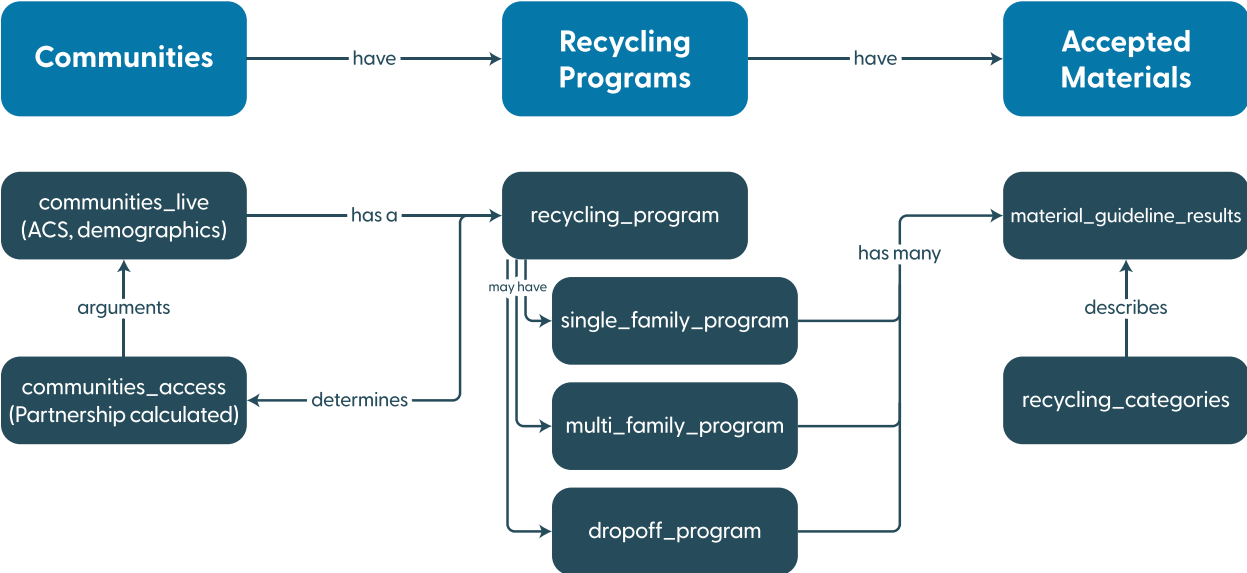 Communities
have
Recycling
Programs
have
Accepted
Materials
communities_live
(ACS, demographics)
has a
recycling_program
material_guideline_results
has many
may have
arguments
single_family_program
describes
communities_access
(Partnership calculated)
determines
multi_family_program
recycling_categories
dropoff_program